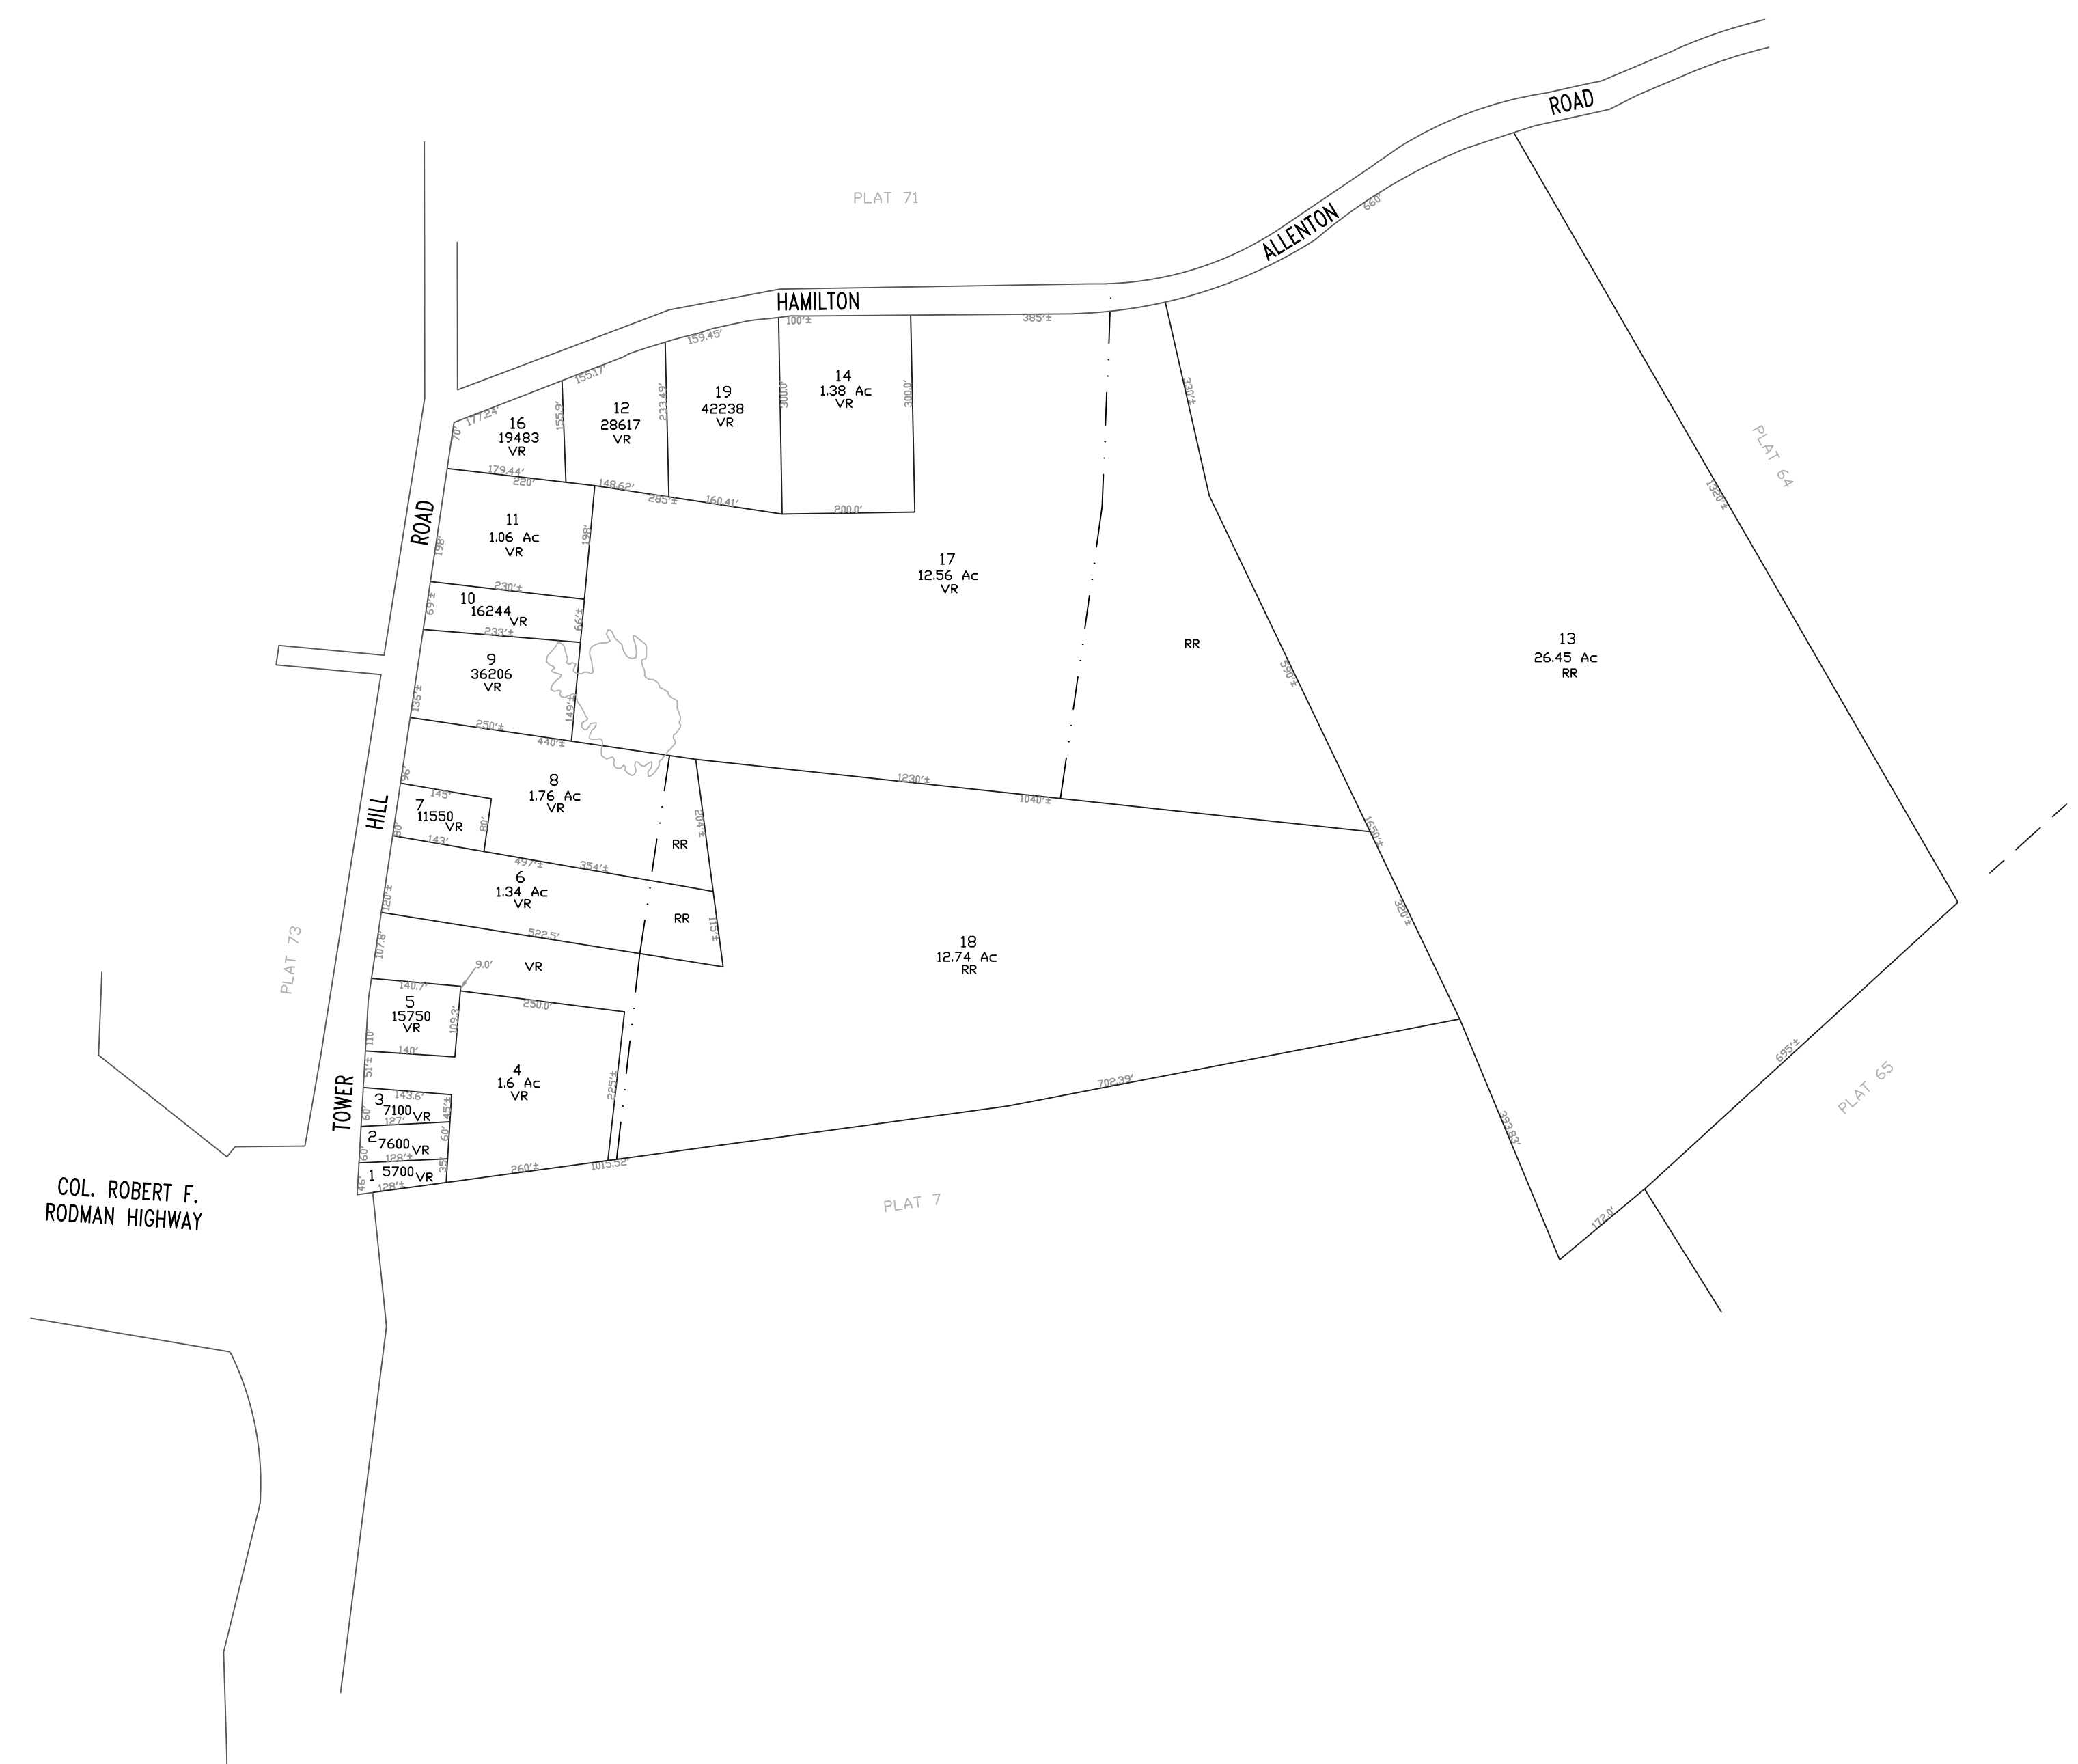 ROAD
PLAT 71
660'
ALLENTON
HAMILTON
100'±
385'±
159.45'
155.17'
177.24'
70'
155.9'
233.49'
300.0'
300.0'
330'±
16
19483
VR
12
28617
VR
19
42238
VR
14
1.38 Ac
VR
PLAT 64
1320'±
179.44'
220'
148.62'
285'±
160.41'
200.0'
ROAD
198'
11
1.06 Ac
VR
198'
17
12.56 Ac
VR
230'±
69'±
10
16244
VR
66'±
233'±
RR
590'±
13
26.45 Ac
RR
9
36206
VR
136'±
149'±
250'±
440'±
1230'±
1040'±
96'
8
1.76 Ac
VR
145'
7
11550
VR
80'
80'
143'
HILL
204'±
RR
1650'±
497'±
354'±
6
1.34 Ac
VR
120'±
RR
115'±
320'±
522.5'
107.8'
VR
9.0'
18
12.74 Ac
RR
PLAT 73
140.7'
5
15750
VR
109.3'
110'
140'
250.0'
51'±
4
1.6 Ac
VR
225'±
702.39'
695'±
PLAT 65
TOWER
143.6'
3
7100
VR
45'±
60'
127'
2
7600
VR
60'
60'
128'±
1
5700
VR
35'
46'
128'±
260'±
1015.52'
393.83'
172.0'
PLAT 7
COL. ROBERT F.
RODMAN HIGHWAY